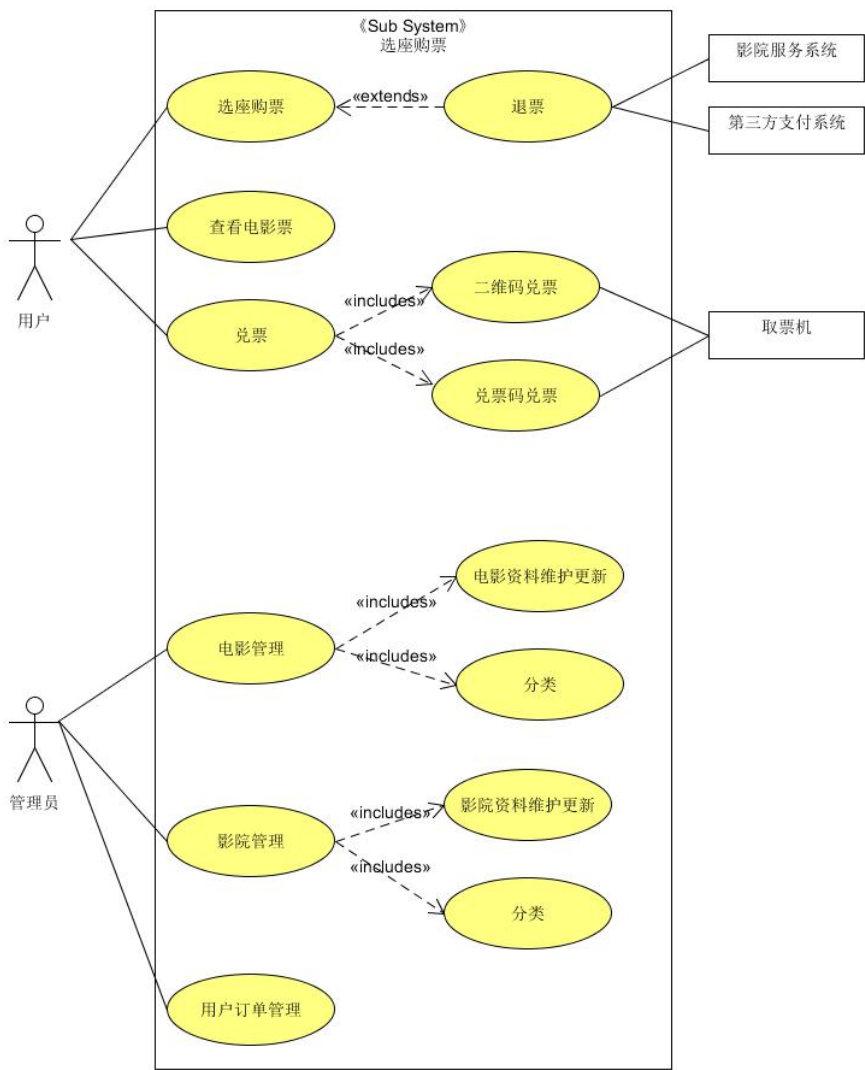 《Sub System》
选座购票
影院服务系统
选座购票
«extends»
退票
第三方支付系统
查看电影票
用户
«includes»
二维码兑票
兑票
取票机
«includes»
兑票码兑票
电影资料维护更新
«includes»
电影管理
«includes»
分类
管理员
影院资料维护更新
«includes»
影院管理
«includes»
分类
用户订单管理